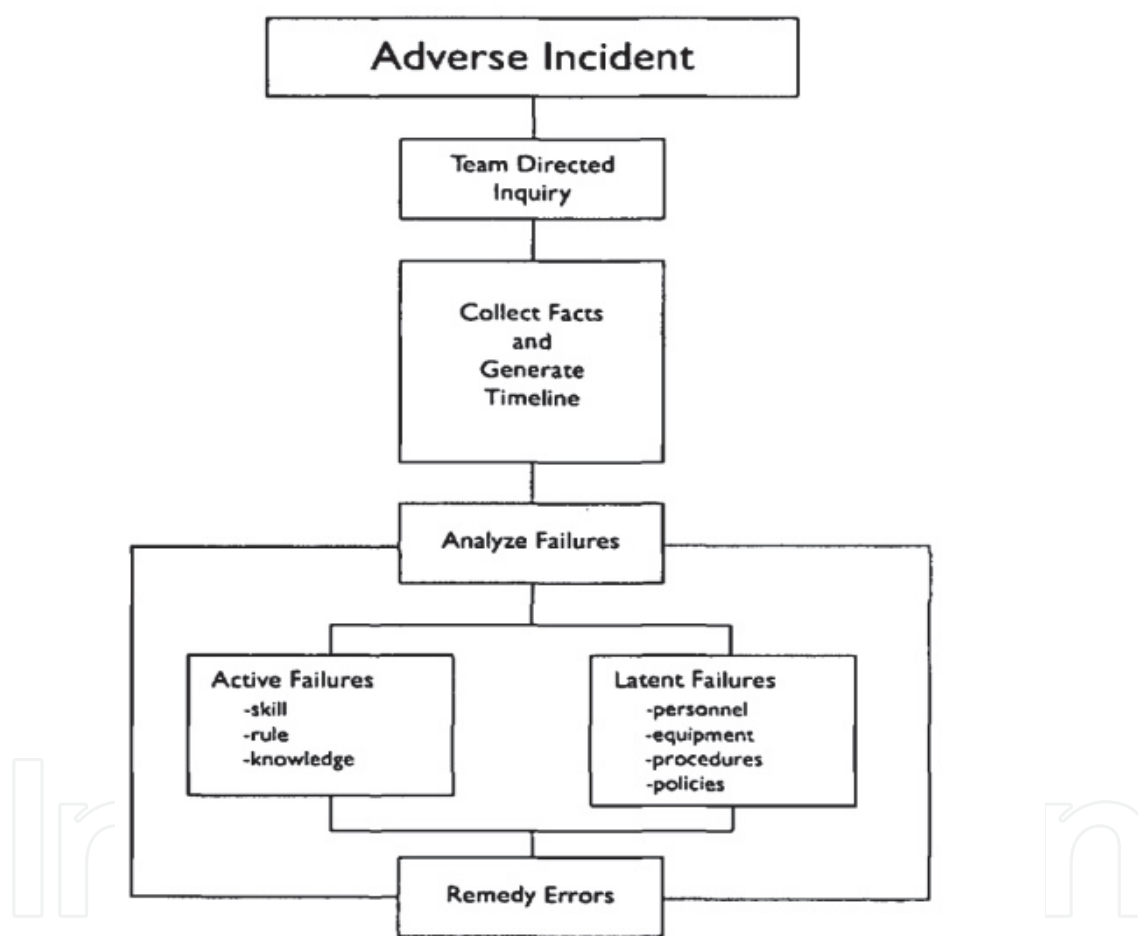 Adverse Incident
Team Directed
Inquiry
Collect Facts
and
Generate
Timeline
Analyze Failures
Active Failures
-skill
-rule
-knowledge
Latent Failures
-personnel
-equipment
-procedures
-policies
Remedy Errors